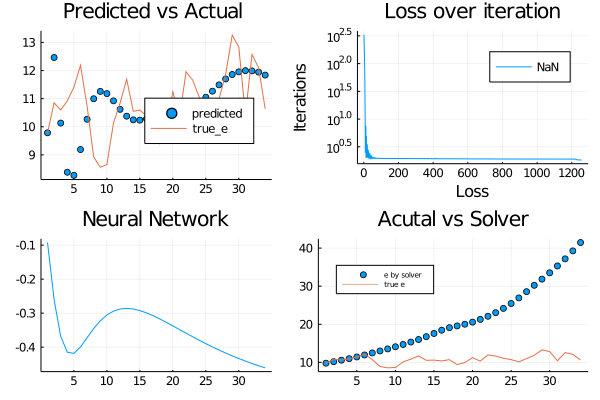 Predicted vs Actual
13
12
11
10
9
predicted
true_e
5 10 15 20 25 30
Loss over iteration
Iterations
10^2.5
10^2.0
10^1.5
10^1.0
10^0.5
NaN
0 200 400 600 800 1000 1200
Loss
Neural Network
-0.1
-0.2
-0.3
-0.4
5 10 15 20 25 30
Acutal vs Solver
40
30
20
10
e by solver
true e
5 10 15 20 25 30